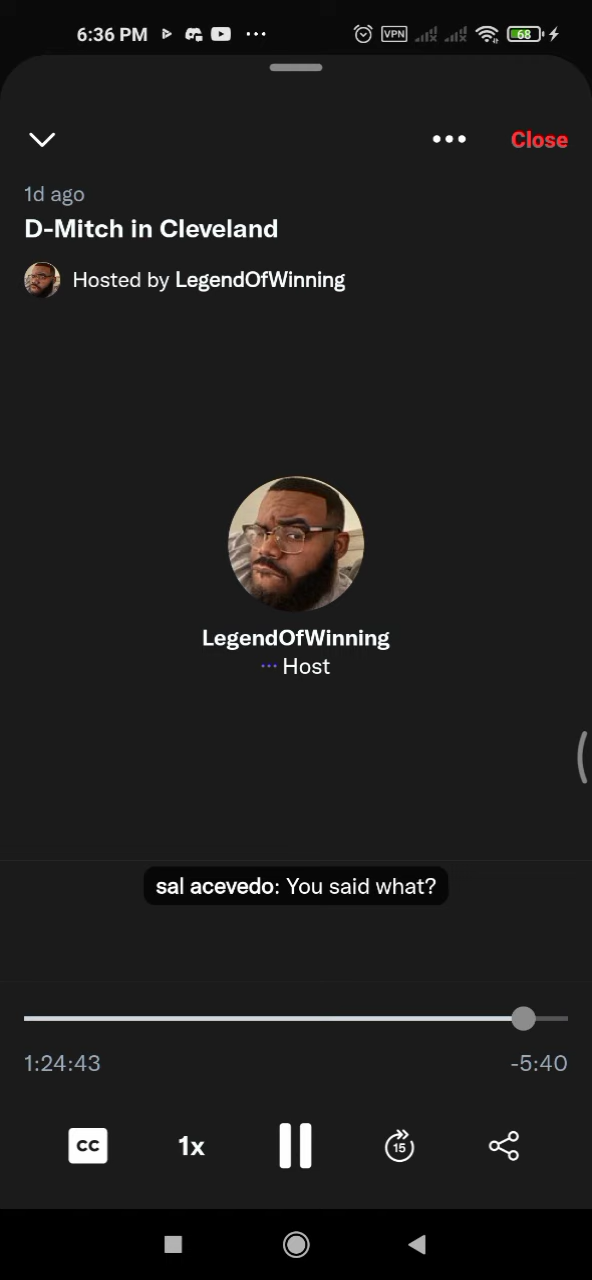 6:36 PM
VPN
68
Close
1d ago
D-Mitch in Cleveland
Hosted by LegendOfWinning
LegendOfWinning
Host
sal acevedo: You said what?
1:24:43
-5:40
CC
1x
15